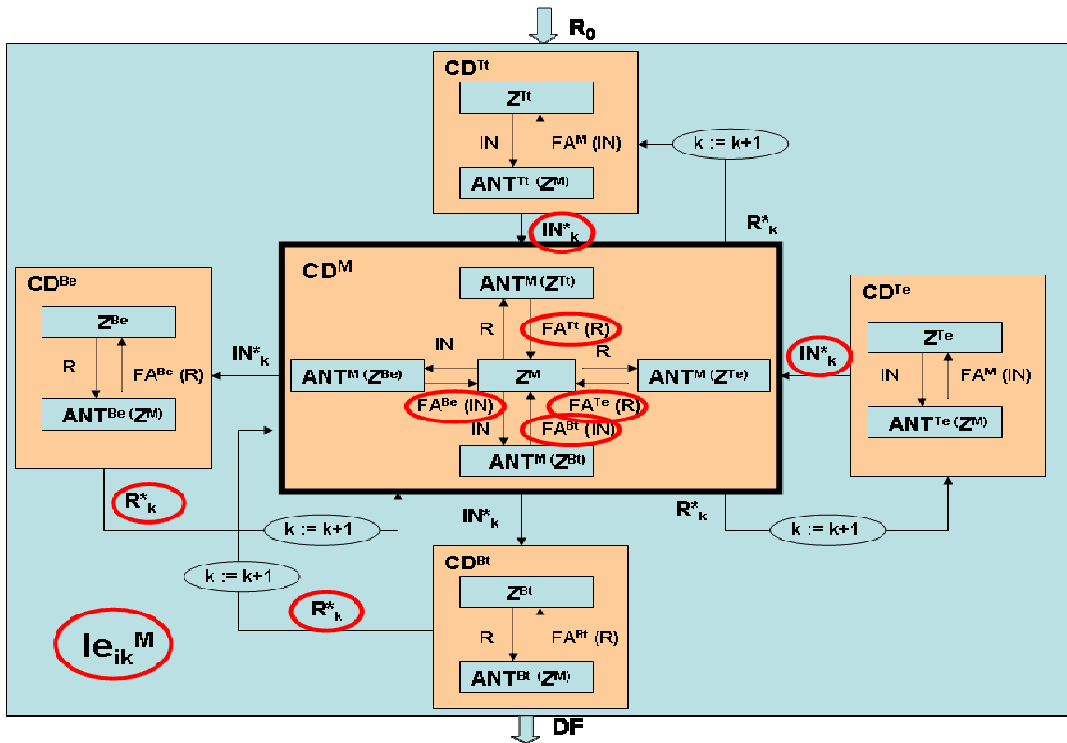 R₀
CDᵀᵗ
Zᵀᵗ
IN FAᴹ (IN)
k := k+1
ANTᵀᵗ (Zᴹ)
IN*ₖ
R*ₖ
CDᴹ
ANTᴹ (Zᵀᵗ)
CDᴮᵉ
CDᵀᵉ
Zᴮᵉ
R FAᵀᵗ (R)
Zᵀᵉ
IN*ₖ
IN
R
IN*ₖ
R FAᴮᵉ (R)
ANTᴹ (Zᴮᵉ)
Zᴹ
ANTᴹ (Zᵀᵉ)
IN FAᴹ (IN)
ANTᴮᵉ (Zᴹ)
FAᴮᵉ (IN)
FAᵀᵉ (R)
ANTᵀᵉ (Zᴹ)
IN FAᴮᵗ (IN)
ANTᴹ (Zᴮᵗ)
R*ₖ
IN*ₖ
R*ₖ
k := k+1
k := k+1
CDᴮᵗ
k := k+1
Zᴮᵗ
R*ₖ
R FAᴮᵗ (R)
Ieᵢₖᴹ
ANTᴮᵗ (Zᴹ)
DF